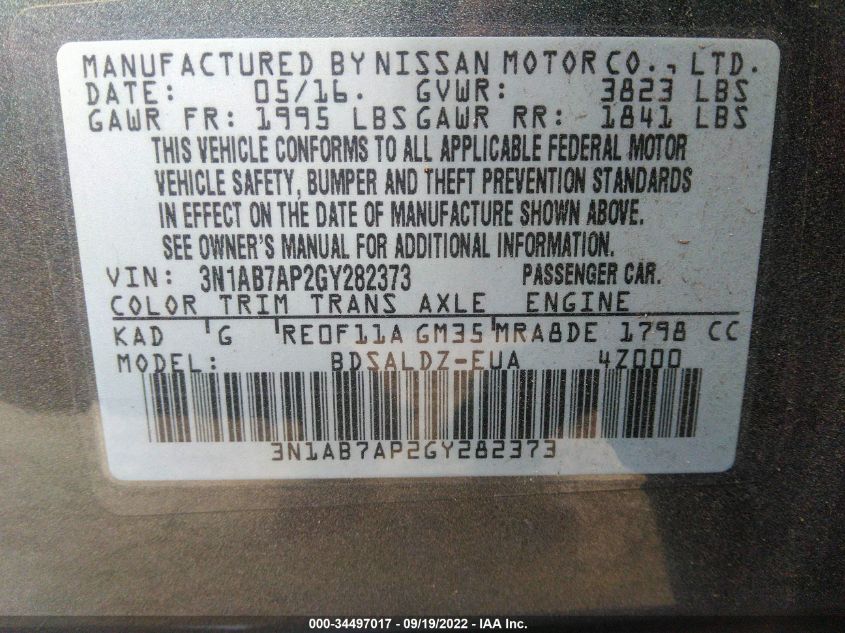 MANUFACTURED BY NISSAN MOTOR CO., LTD.
DATE: 05/16. GVWR: 3823 LBS
GAWR FR: 1995 LBS GAWR RR: 1841 LBS
THIS VEHICLE CONFORMS TO ALL APPLICABLE FEDERAL MOTOR
VEHICLE SAFETY, BUMPER AND THEFT PREVENTION STANDARDS
IN EFFECT ON THE DATE OF MANUFACTURE SHOWN ABOVE.
SEE OWNER'S MANUAL FOR ADDITIONAL INFORMATION.
VIN: 3N1AB7AP2GY282373 PASSENGER CAR.
COLOR TRIM TRANS AXLE ENGINE
KAD G RE0F11A GM35 MRA8DE 1798 CC
MODEL: BDSALDZ-EUA 4Z000
3N1AB7AP2GY282373
000-34497017 - 09/19/2022 - IAA Inc.